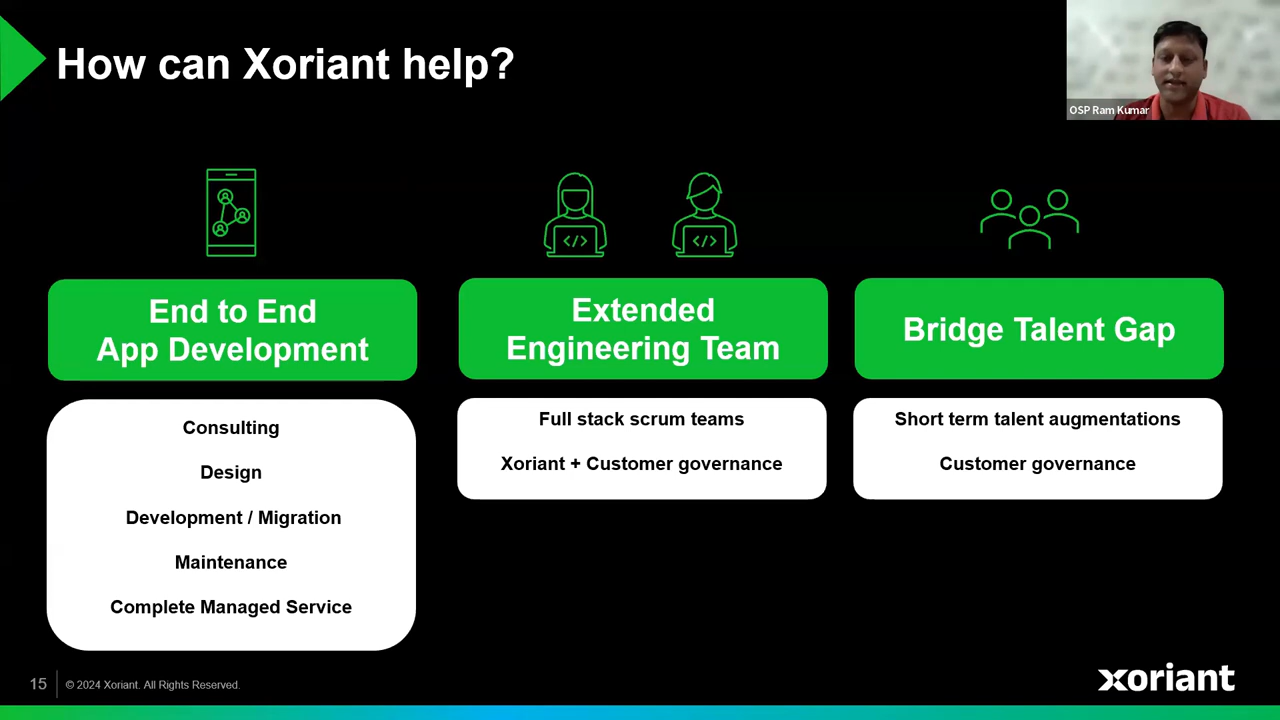 How can Xoriant help?
OSP Ram Kumar
</>
</>
End to End
App Development
Consulting
Design
Development / Migration
Maintenance
Complete Managed Service
Extended
Engineering Team
Full stack scrum teams
Xoriant + Customer governance
Bridge Talent Gap
Short term talent augmentations
Customer governance
15
© 2024 Xoriant. All Rights Reserved.
xoriant